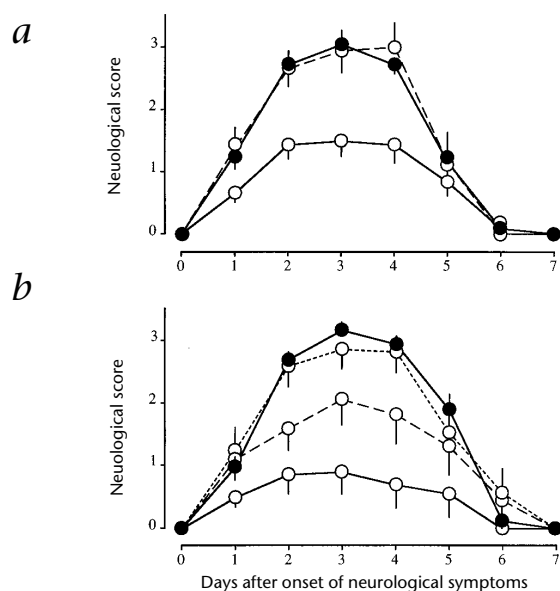 a
Neuological score
3
2
1
0
0 1 2 3 4 5 6 7
b
Neurological score
3
2
1
0
0 1 2 3 4 5 6 7
Days after onset of neurological symptoms